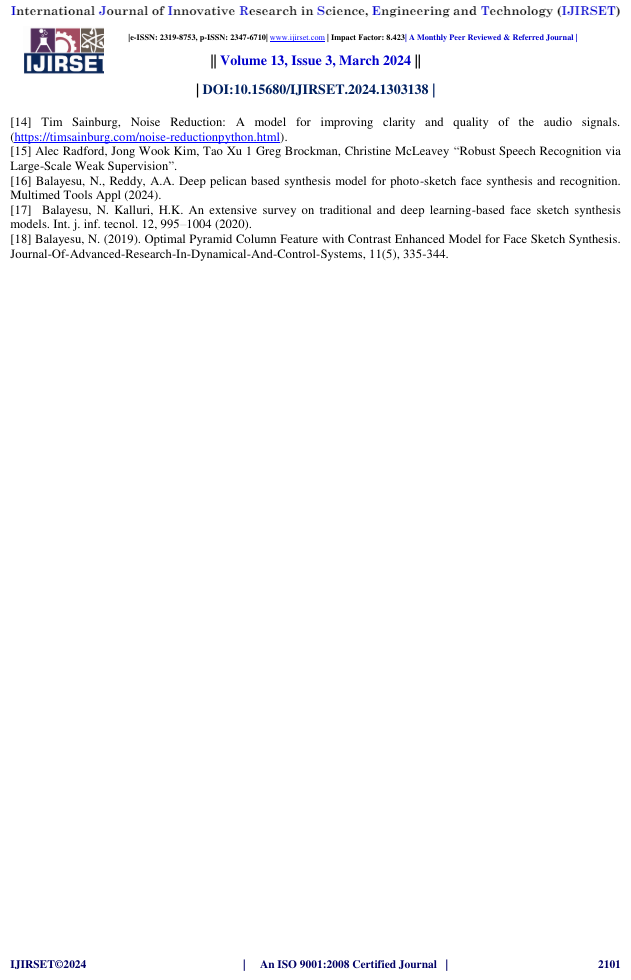 International Journal of Innovative Research in Science, Engineering and Technology (IJIRSET)
|e-ISSN: 2319-8753, p-ISSN: 2347-6710| www.ijirset.com | Impact Factor: 8.423| A Monthly Peer Reviewed & Referred Journal |
IJIRSET
|| Volume 13, Issue 3, March 2024 ||
| DOI:10.15680/IJIRSET.2024.1303138 |
[14] Tim Sainburg, Noise Reduction: A model for improving clarity and quality of the audio signals.
(https://timsainburg.com/noise-reductionpython.html).
[15] Alec Radford, Jong Wook Kim, Tao Xu 1 Greg Brockman, Christine McLeavey “Robust Speech Recognition via
Large-Scale Weak Supervision”.
[16] Balayesu, N., Reddy, A.A. Deep pelican based synthesis model for photo-sketch face synthesis and recognition.
Multimed Tools Appl (2024).
[17] Balayesu, N. Kalluri, H.K. An extensive survey on traditional and deep learning-based face sketch synthesis
models. Int. j. inf. tecnol. 12, 995–1004 (2020).
[18] Balayesu, N. (2019). Optimal Pyramid Column Feature with Contrast Enhanced Model for Face Sketch Synthesis.
Journal-Of-Advanced-Research-In-Dynamical-And-Control-Systems, 11(5), 335-344.
IJIRSET©2024 | An ISO 9001:2008 Certified Journal | 2101